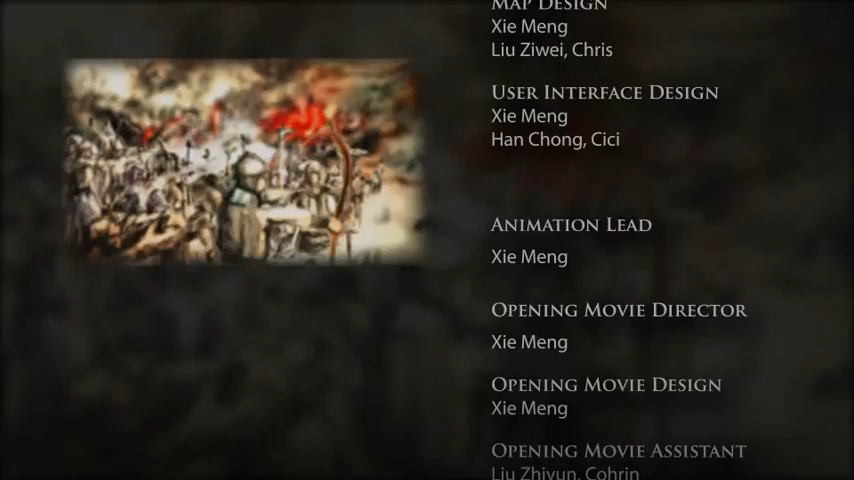 MAP DESIGN
Xie Meng
Liu Ziwei, Chris
USER INTERFACE DESIGN
Xie Meng
Han Chong, Cici
ANIMATION LEAD
Xie Meng
OPENING MOVIE DIRECTOR
Xie Meng
OPENING MOVIE DESIGN
Xie Meng
OPENING MOVIE ASSISTANT
Liu Zhiyun, Cohrin